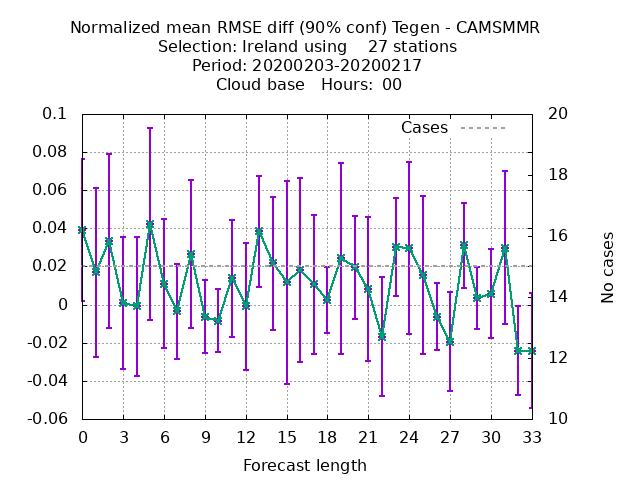 Normalized mean RMSE diff (90% conf) Tegen - CAMSMMR
Selection: Ireland using 27 stations
Period: 20200203-20200217
Cloud base Hours: 00
0.1
0.08
0.06
0.04
0.02
0
-0.02
-0.04
-0.06
Cases
20
18
16
14
12
10
No cases
0 3 6 9 12 15 18 21 24 27 30 33
Forecast length